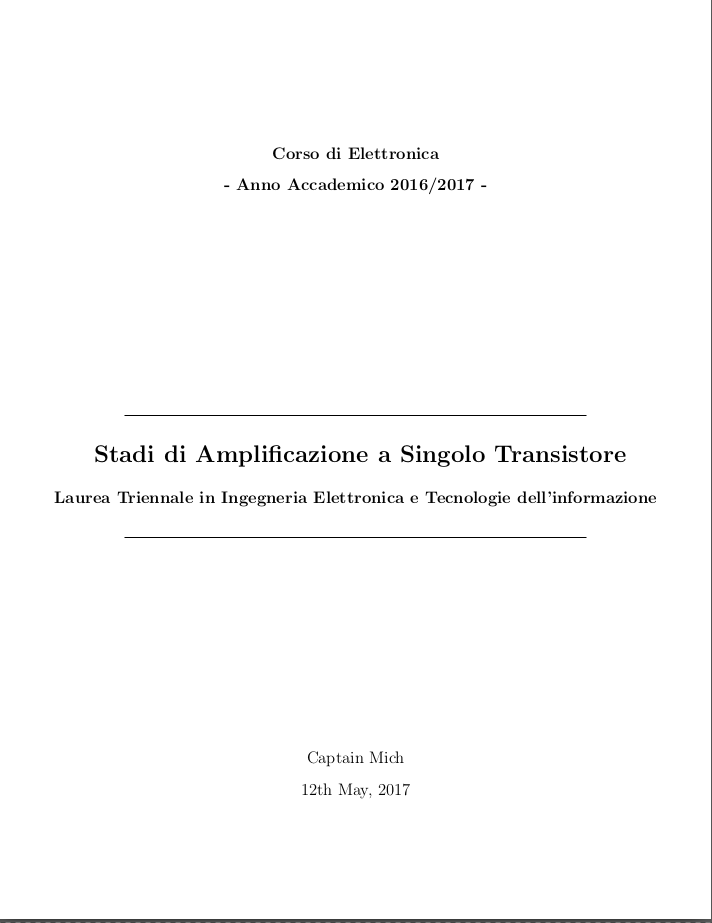 Corso di Elettronica
- Anno Accademico 2016/2017 -
Stadi di Amplificazione a Singolo Transistore
Laurea Triennale in Ingegneria Elettronica e Tecnologie dell'informazione
Captain Mich
12th May, 2017